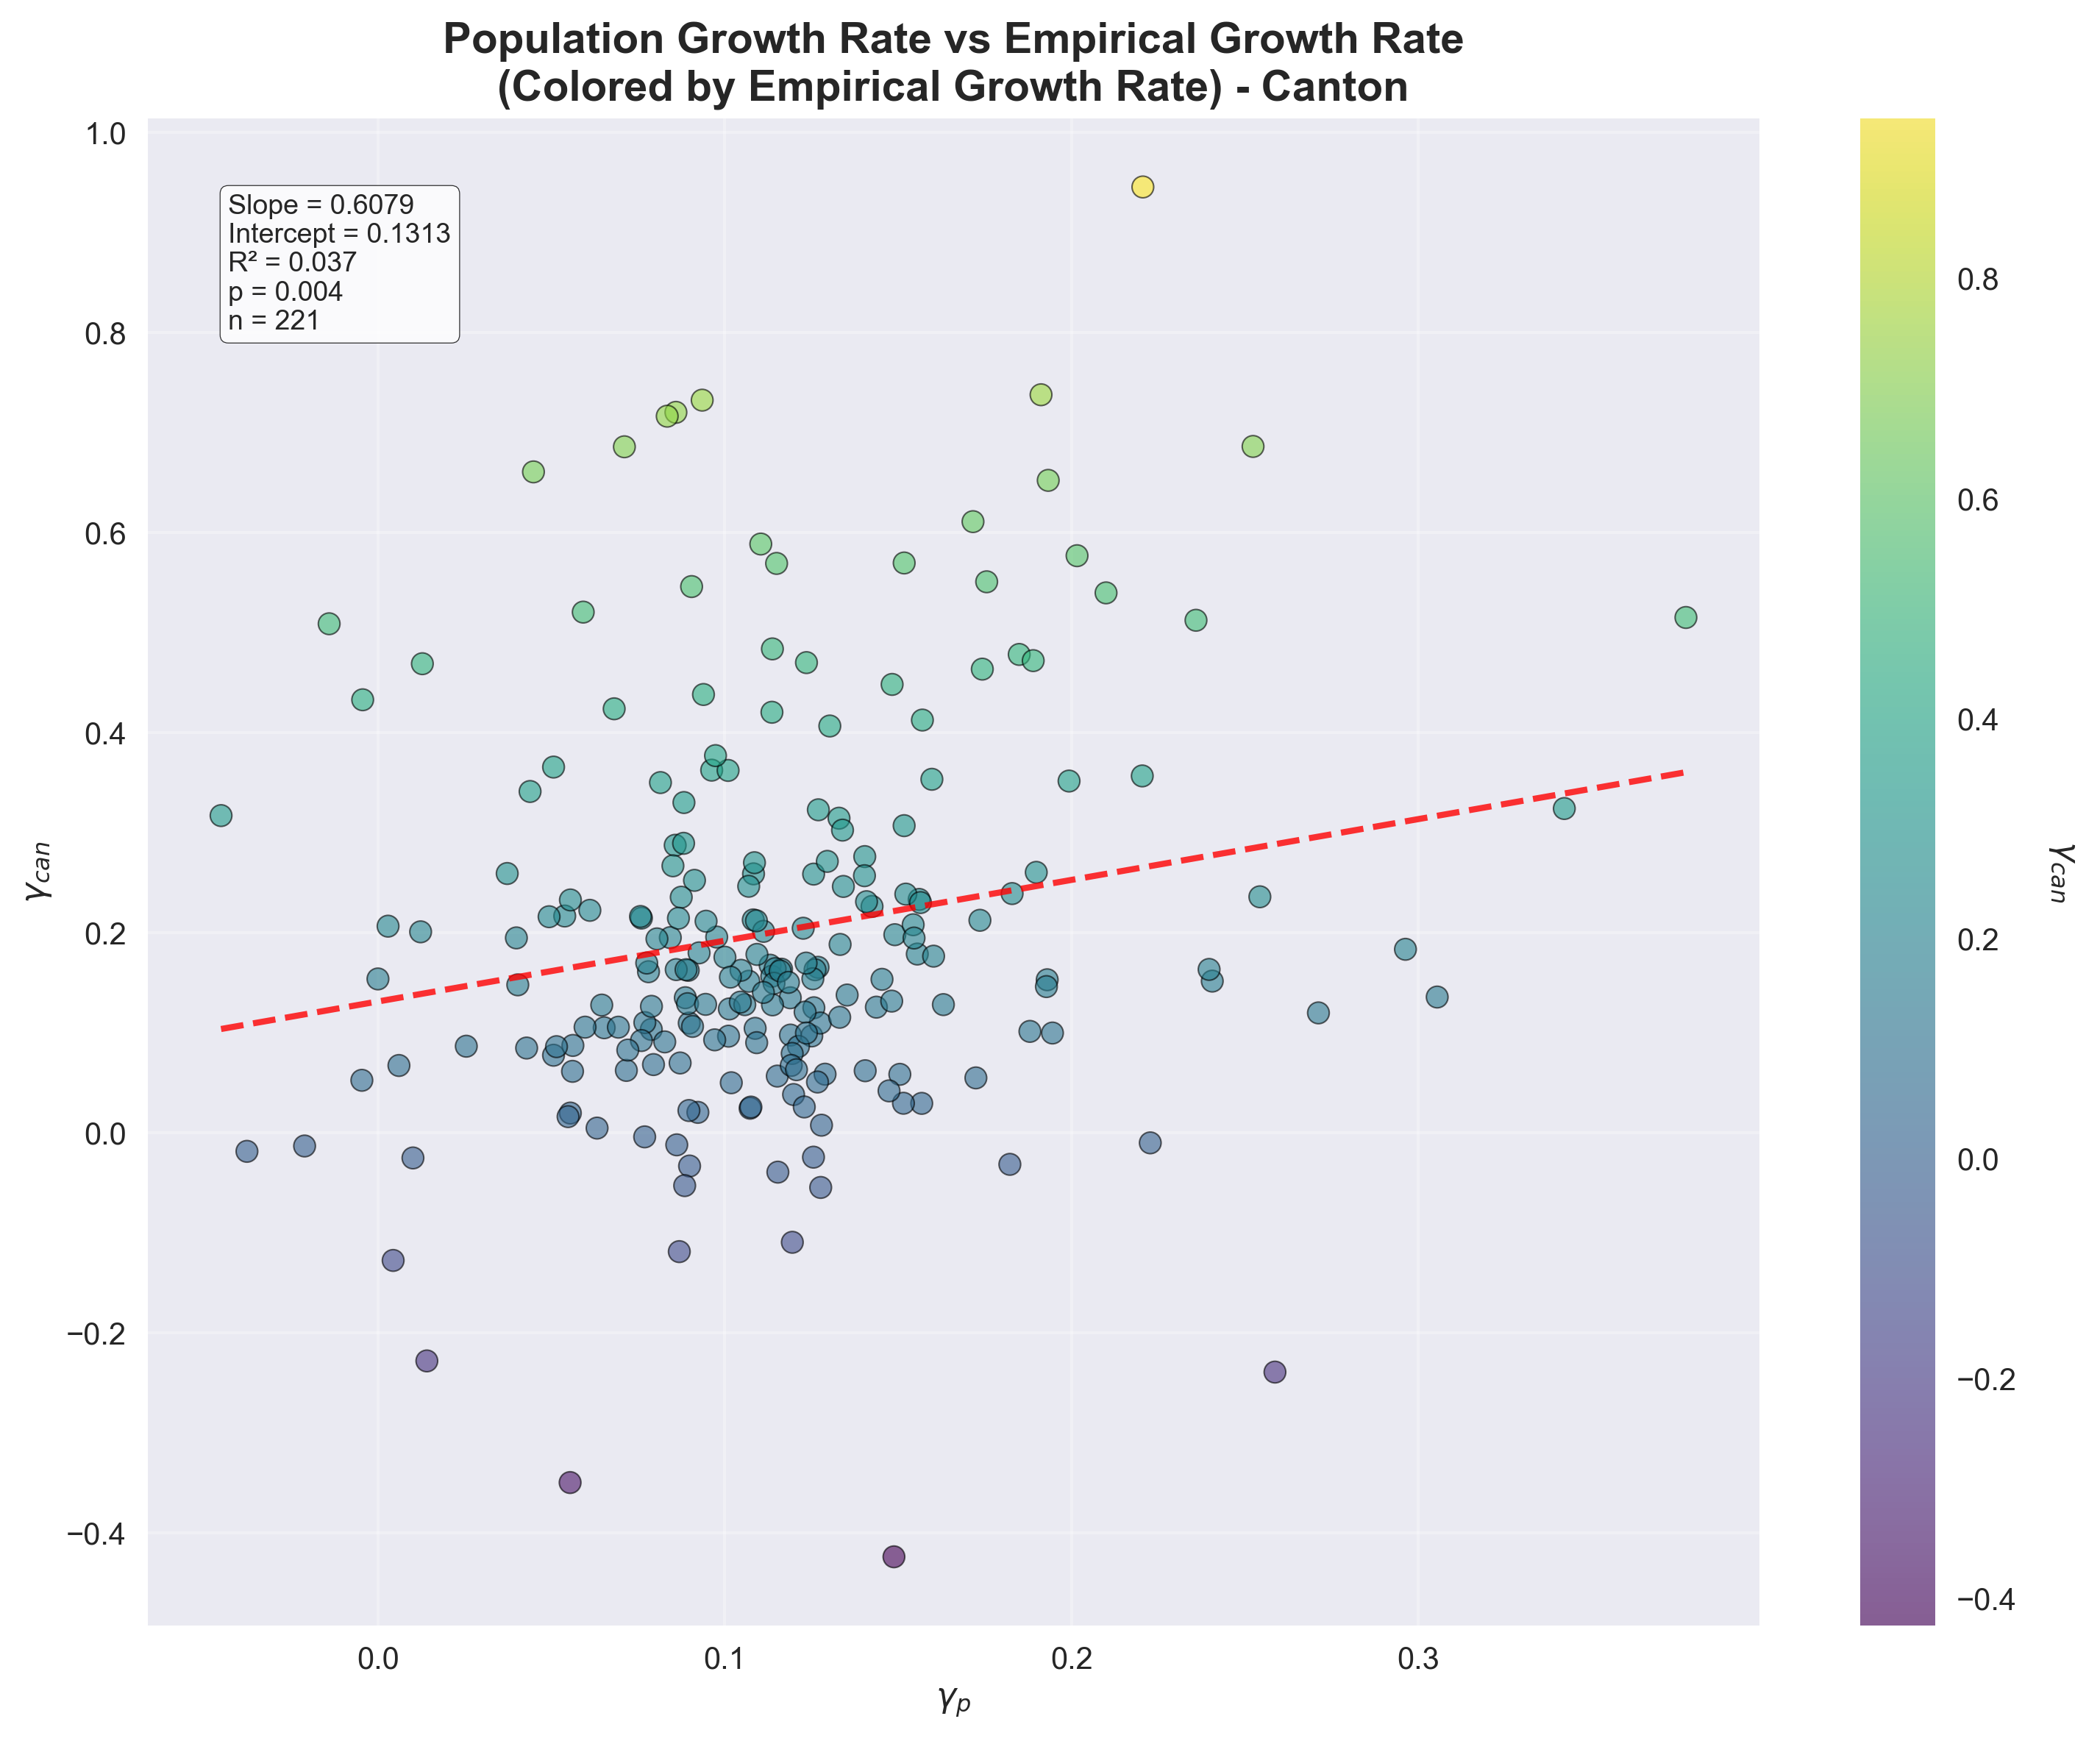 Population Growth Rate vs Empirical Growth Rate
(Colored by Empirical Growth Rate) - Canton
Slope = 0.6079
Intercept = 0.1313
R² = 0.037
p = 0.004
n = 221
1.0
0.8
0.6
0.4
0.2
0.0
−0.2
−0.4
γcan
0.0
0.1
0.2
0.3
γp
0.8
0.6
0.4
0.2
0.0
−0.2
−0.4
γcan